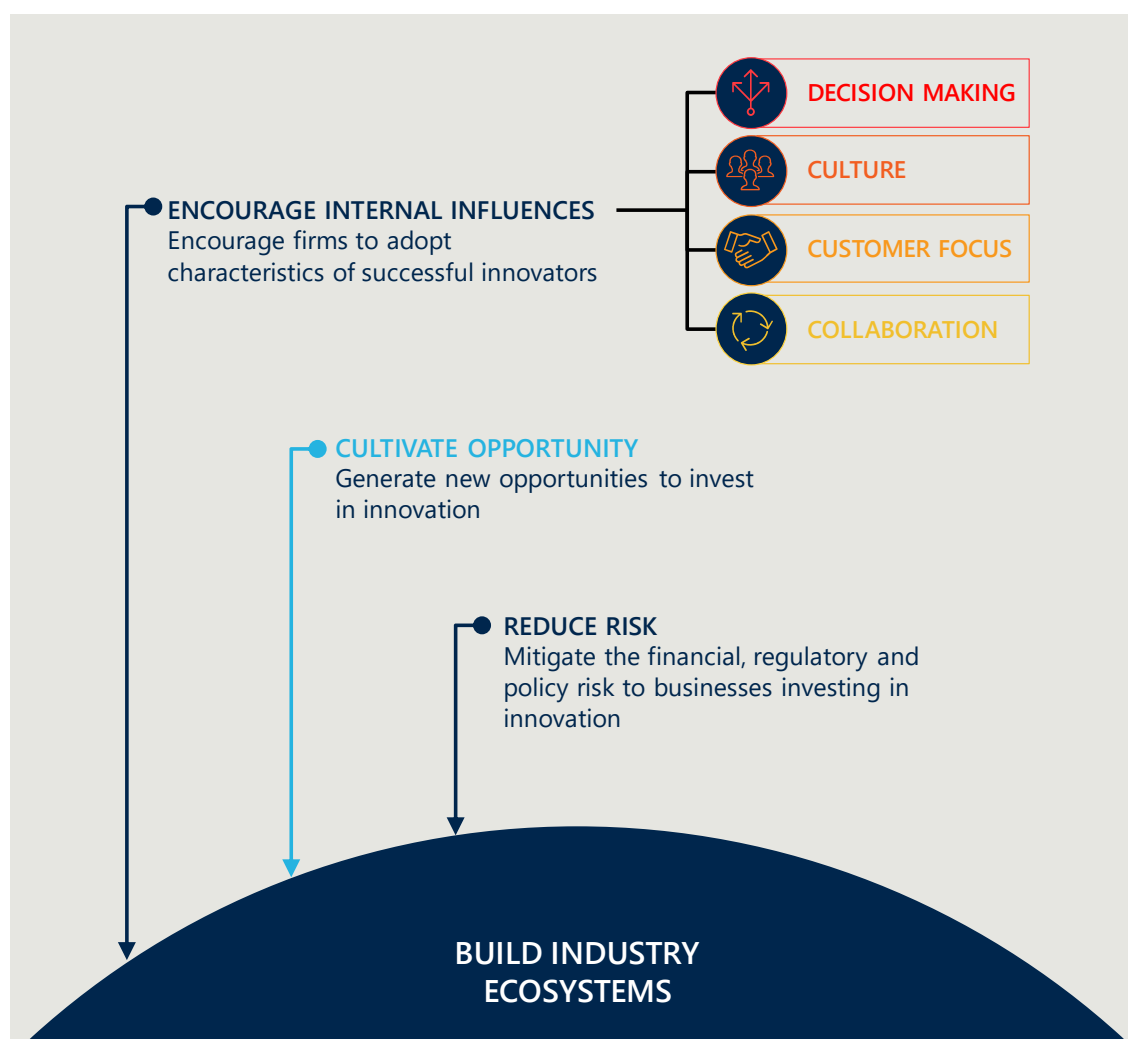 DECISION MAKING
CULTURE
ENCOURAGE INTERNAL INFLUENCES
Encourage firms to adopt
characteristics of successful innovators
CUSTOMER FOCUS
COLLABORATION
CULTIVATE OPPORTUNITY
Generate new opportunities to invest
in innovation
REDUCE RISK
Mitigate the financial, regulatory and
policy risk to businesses investing in
innovation
BUILD INDUSTRY
ECOSYSTEMS